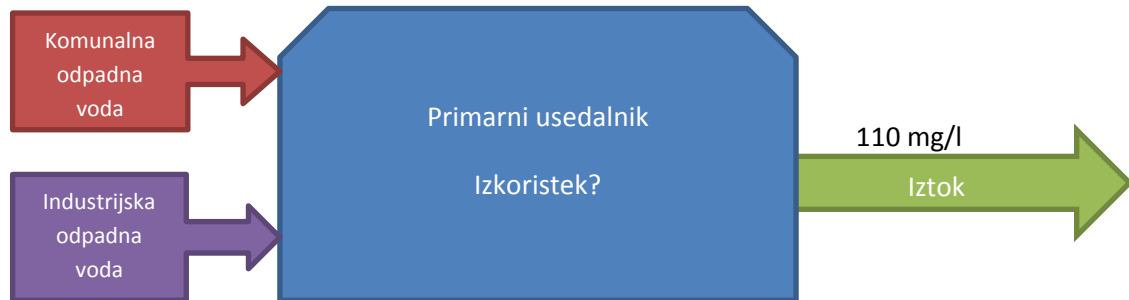 Komunalna
odpadna
voda
Primarni usedalnik
Izkoristek?
110 mg/l
Iztok
Industrijska
odpadna
voda